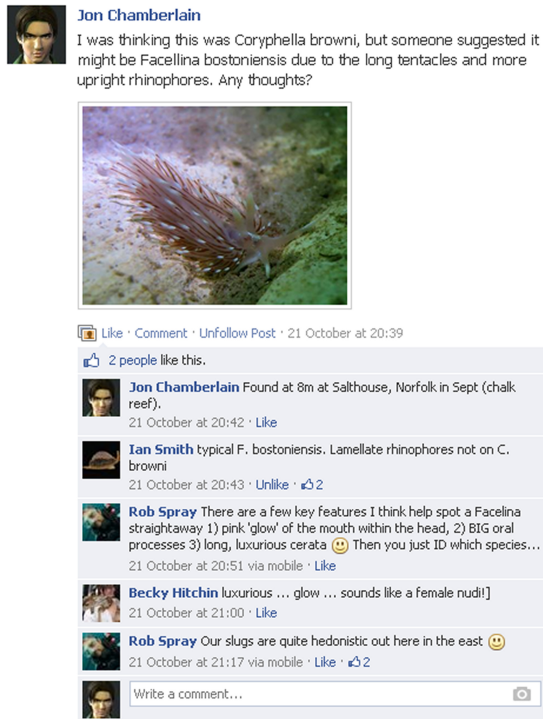 Jon Chamberlain
I was thinking this was Coryphella browni, but someone suggested it
might be Facellina bostoniensis due to the long tentacles and more
upright rhinophores. Any thoughts?
Like · Comment · Unfollow Post · 21 October at 20:39
2 people like this.
Jon Chamberlain Found at 8m at Salthouse, Norfolk in Sept (chalk
reef).
21 October at 20:42 · Like
Ian Smith typical F. bostoniensis. Lamellate rhinophores not on C.
browni
21 October at 20:43 · Unlike · 2
Rob Spray There are a few key features I think help spot a Facelina
straightaway 1) pink 'glow' of the mouth within the head, 2) BIG oral
processes 3) long, luxurious cerata Then you just ID which species...
21 October at 20:51 via mobile · Like
Becky Hitchin luxurious ... glow ... sounds like a female nudi!]
21 October at 21:00 · Like
Rob Spray Our slugs are quite hedonistic out here in the east
21 October at 21:17 via mobile · Like · 2
Write a comment...